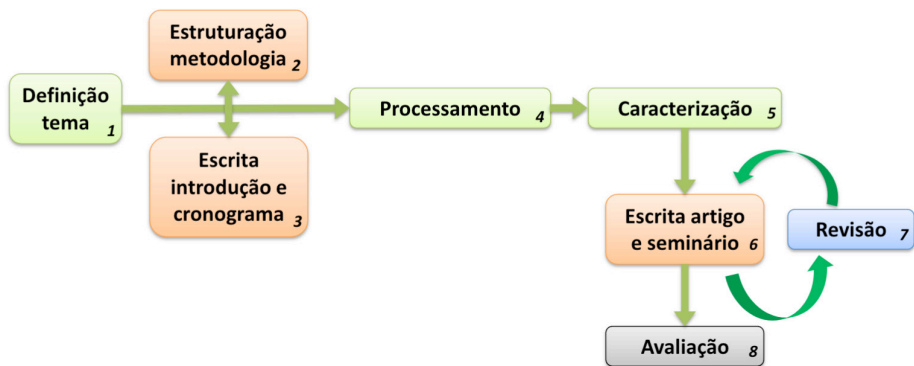 Definição
tema 1
Estruturação
metodologia 2
Escrita
introdução e
cronograma 3
Processamento 4
Caracterização 5
Escrita artigo
e seminário 6
Revisão 7
Avaliação 8